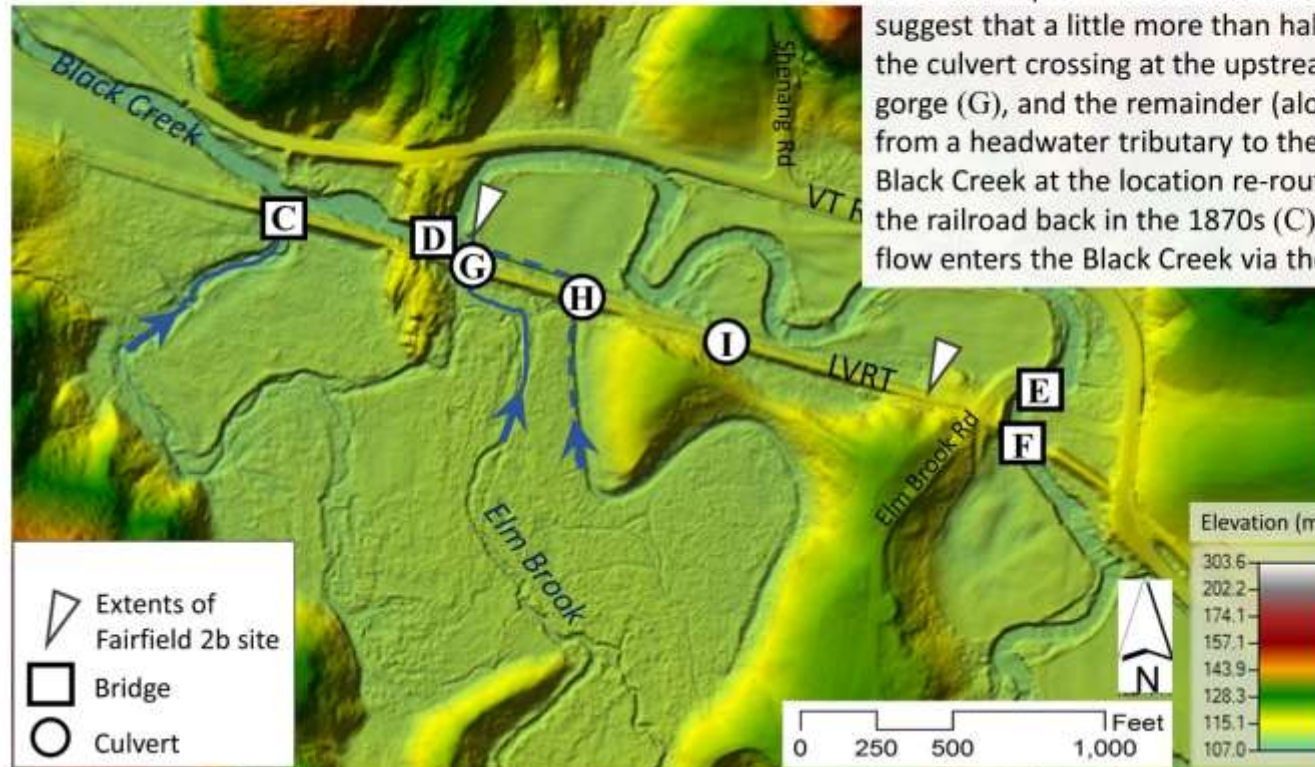 suggest that a little more than hal
the culvert crossing at the upstrea
gorge (G), and the remainder (alo
from a headwater tributary to the
Black Creek at the location re-rout
the railroad back in the 1870s (C)
flow enters the Black Creek via the
Black Creek
Shenang Rd
VT R
C
D
G
H
I
LVRT
E
F
Elm Brook Rd
Elm Brook
Extents of
Fairfield 2b site
Bridge
Culvert
N
Feet
0 250 500 1,000
Elevation (m
303.6
202.2
174.1
157.1
143.9
128.3
115.1
107.0